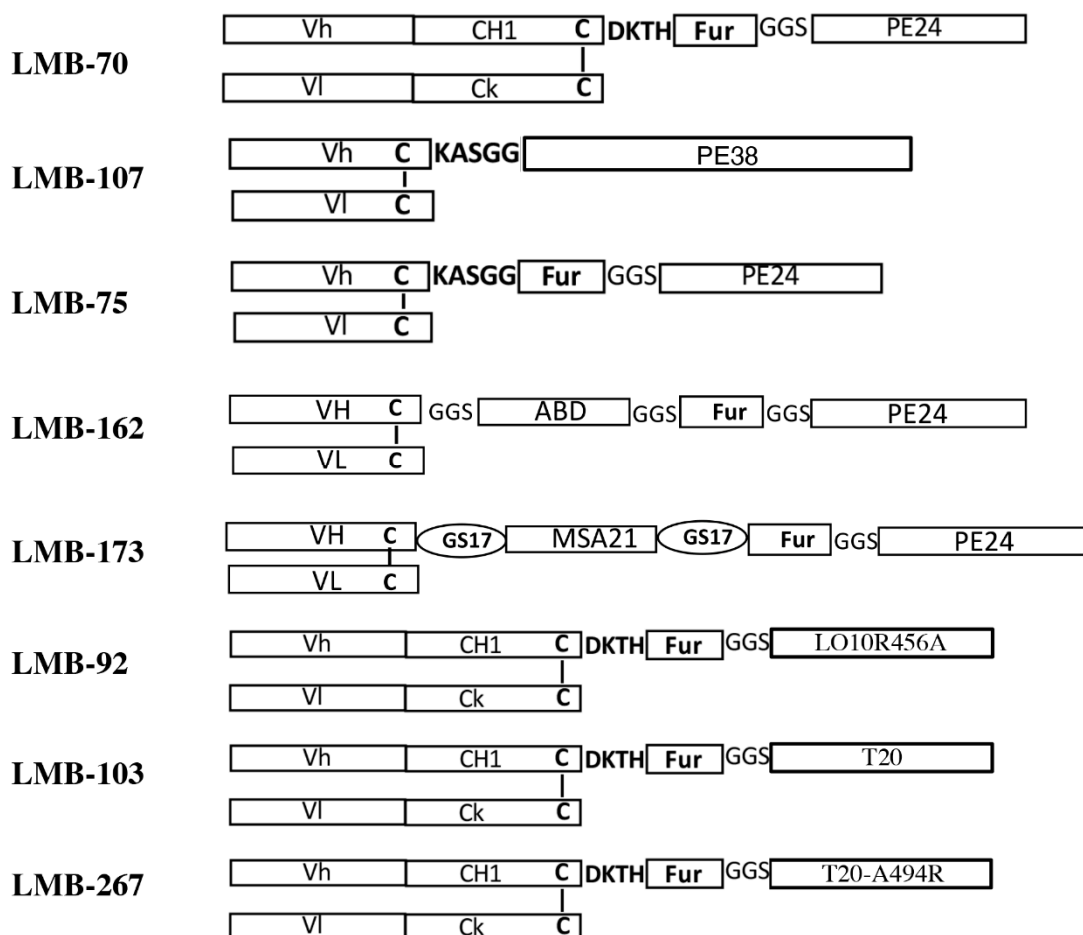 Vh CH1 C DKTH Fur GGS PE24
LMB-70
Vl Ck C
Vh C KASGG PE38
LMB-107
Vl C
Vh C KASGG Fur GGS PE24
LMB-75
Vl C
VH C GGS ABD GGS Fur GGS PE24
LMB-162
VL C
VH C GS17 MSA21 GS17 Fur GGS PE24
LMB-173
VL C
Vh CH1 C DKTH Fur GGS LO10R456A
LMB-92
Vl Ck C
Vh CH1 C DKTH Fur GGS T20
LMB-103
Vl Ck C
Vh CH1 C DKTH Fur GGS T20-A494R
LMB-267
Vl Ck C